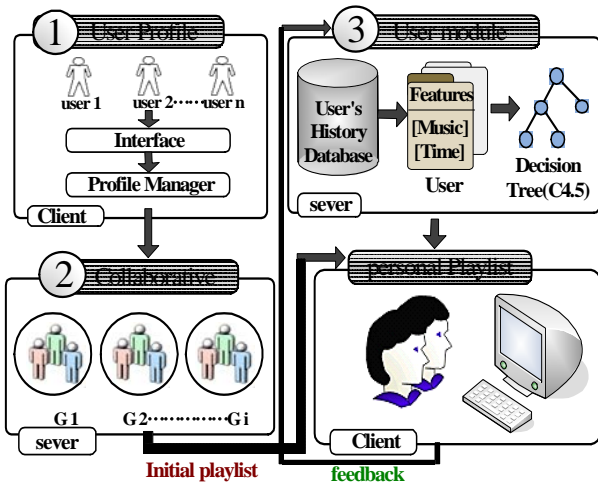 1
User Profile
user 1
user 2······user n
Interface
Profile Manager
Client
2
Collaborative
G1
G2················Gi
sever
Initial playlist
3
User module
User's
History
Database
Features
[Music]
[Time]
User
Decision
Tree(C4.5)
sever
personal Playlist
Client
feedback